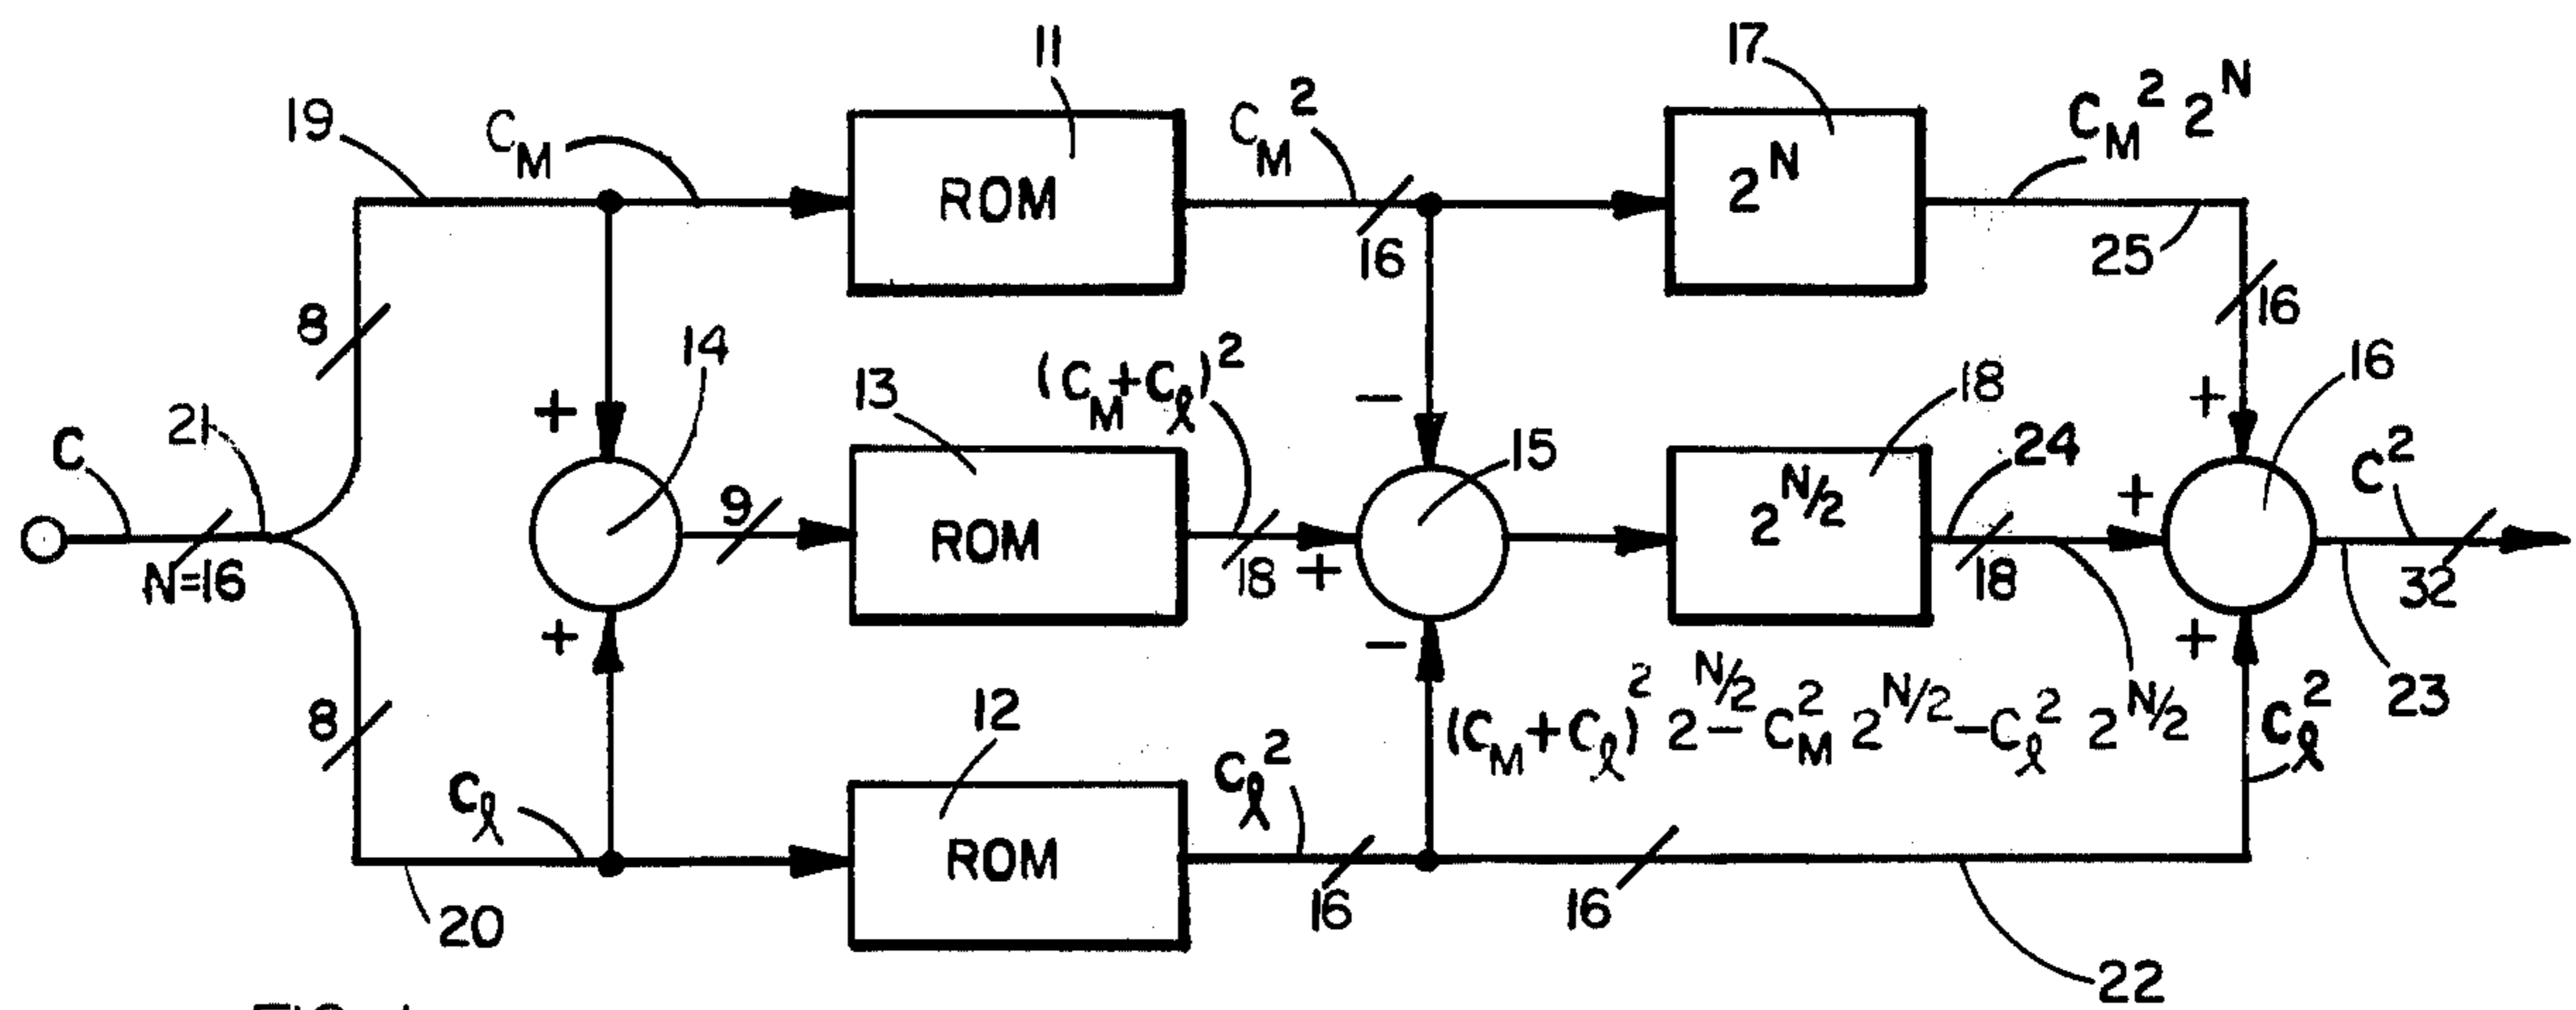 11
17
19
C_M
C_M^2
C_M^2 2^N
ROM
2^N
16
25
8
16
14
13
(C_M+C_ℓ)^2
18
16
C
21
+
−
+
15
24
C^2
N=16
9
ROM
18
+
2^N/2
+
18
32
+
−
+
23
8
12
(C_M+C_ℓ)^2 2^N/2 − C_M^2 2^N/2 − C_ℓ^2 2^N/2
C_ℓ^2
C_ℓ
C_ℓ^2
ROM
20
16
16
22